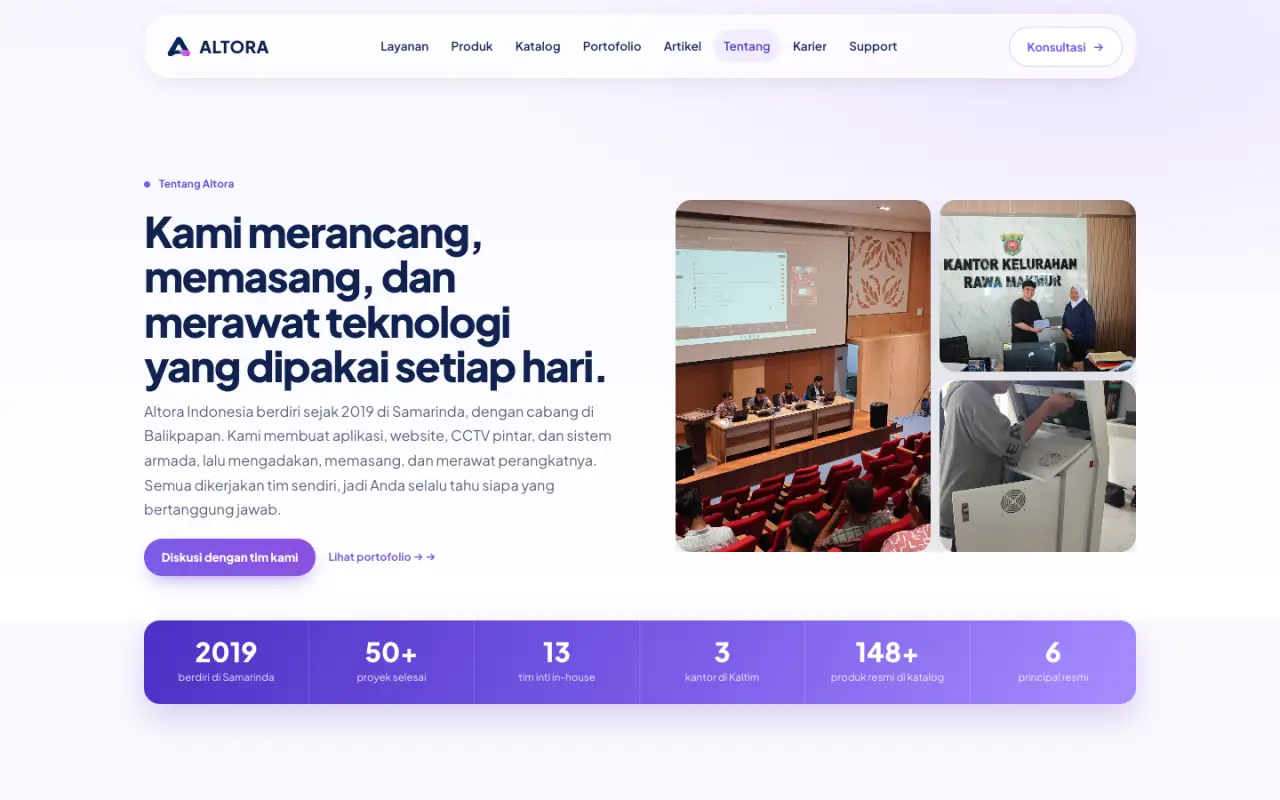 ALTORA
Layanan
Produk
Katalog
Portofolio
Artikel
Tentang
Karier
Support
Konsultasi →
Tentang Altora
Kami merancang,
memasang, dan
merawat teknologi
yang dipakai setiap hari.
Altora Indonesia berdiri sejak 2019 di Samarinda, dengan cabang di
Balikpapan. Kami membuat aplikasi, website, CCTV pintar, dan sistem
armada, lalu mengadakan, memasang, dan merawat perangkatnya.
Semua dikerjakan tim sendiri, jadi Anda selalu tahu siapa yang
bertanggung jawab.
Diskusi dengan tim kami
Lihat portofolio → →
KANTOR KELURAHAN
RAWA MAKMUR
2019
berdiri di Samarinda
50+
proyek selesai
13
tim inti in-house
3
kantor di Kaltim
148+
produk resmi di katalog
6
principal resmi